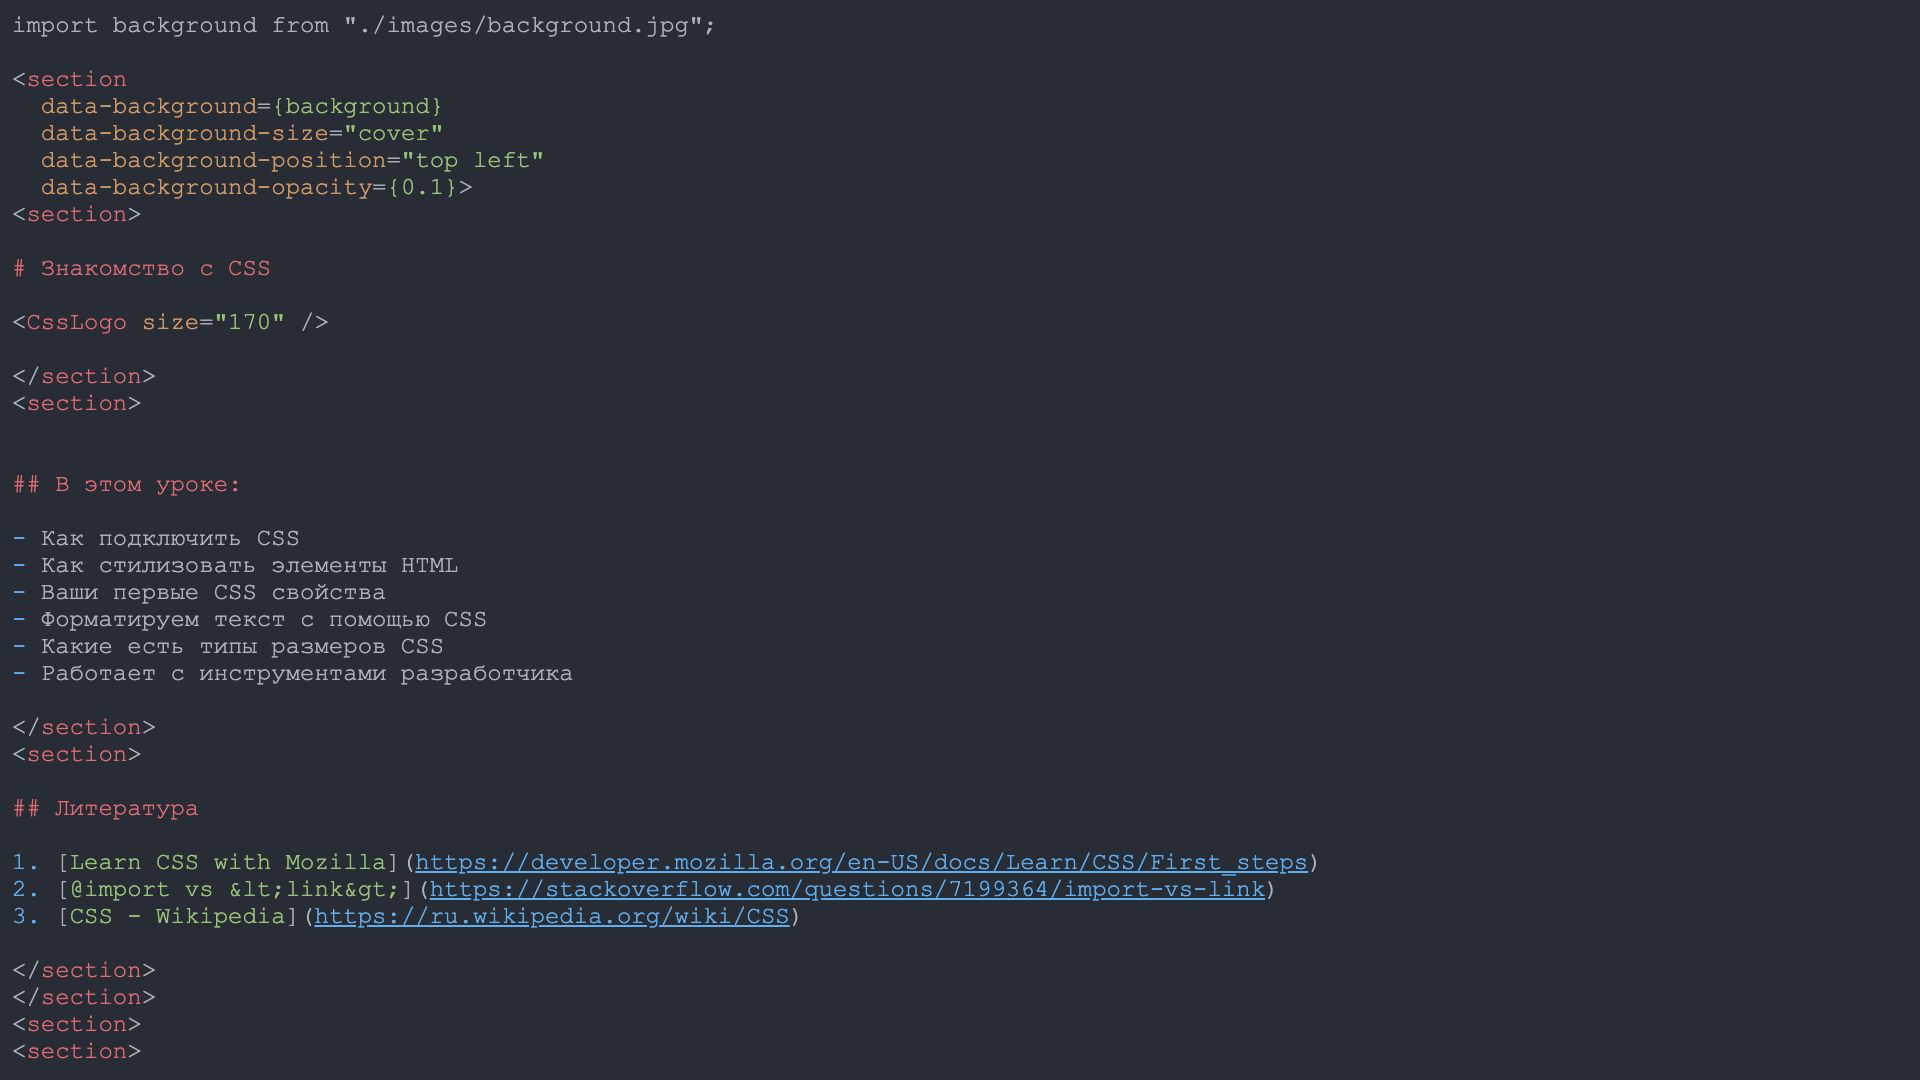 import background from "./images/background.jpg";
<section
data-background={background}
data-background-size="cover"
data-background-position="top left"
data-background-opacity={0.1}>
<section>
# Знакомство с CSS
<CssLogo size="170" />
</section>
<section>
## В этом уроке:
- Как подключить CSS
- Как стилизовать элементы HTML
- Ваши первые CSS свойства
- Форматируем текст с помощью CSS
- Какие есть типы размеров CSS
- Работает с инструментами разработчика
</section>
<section>
## Литература
1. [Learn CSS with Mozilla](https://developer.mozilla.org/en-US/docs/Learn/CSS/First_steps)
2. [@import vs &lt;link&gt;](https://stackoverflow.com/questions/7199364/import-vs-link)
3. [CSS - Wikipedia](https://ru.wikipedia.org/wiki/CSS)
</section>
</section>
<section>
<section>